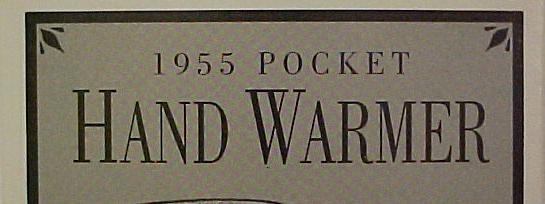 1955 POCKET
HAND WARMER